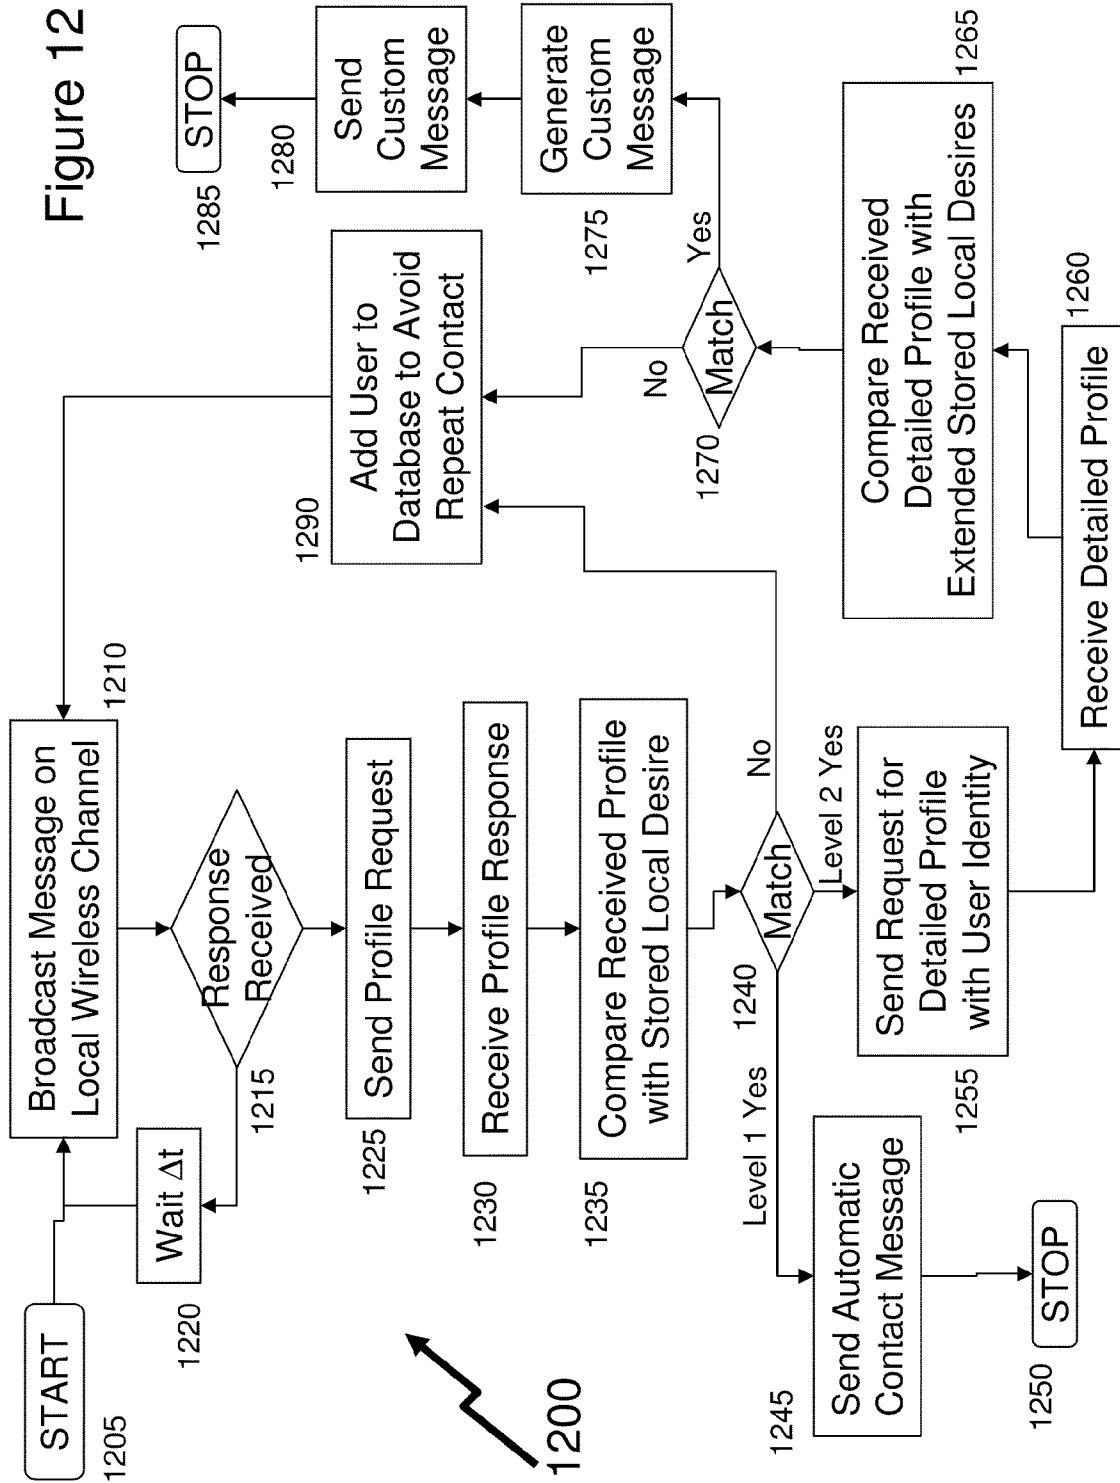 Figure 12
START
1205
Broadcast Message on
Local Wireless Channel
1210
Response
Received
1215
Wait Δt
1220
Send Profile Request
1225
Receive Profile Response
1230
Compare Received Profile
with Stored Local Desire
1235
Match
1240
Level 1 Yes
Level 2 Yes
No
Send Automatic
Contact Message
1245
STOP
1250
Send Request for
Detailed Profile
with User Identity
1255
Receive Detailed Profile
1260
Compare Received
Detailed Profile with
Extended Stored Local Desires
1265
Match
1270
No
Yes
Generate
Custom
Message
1275
Send
Custom
Message
1280
STOP
1285
Add User to
Database to Avoid
Repeat Contact
1290
1200